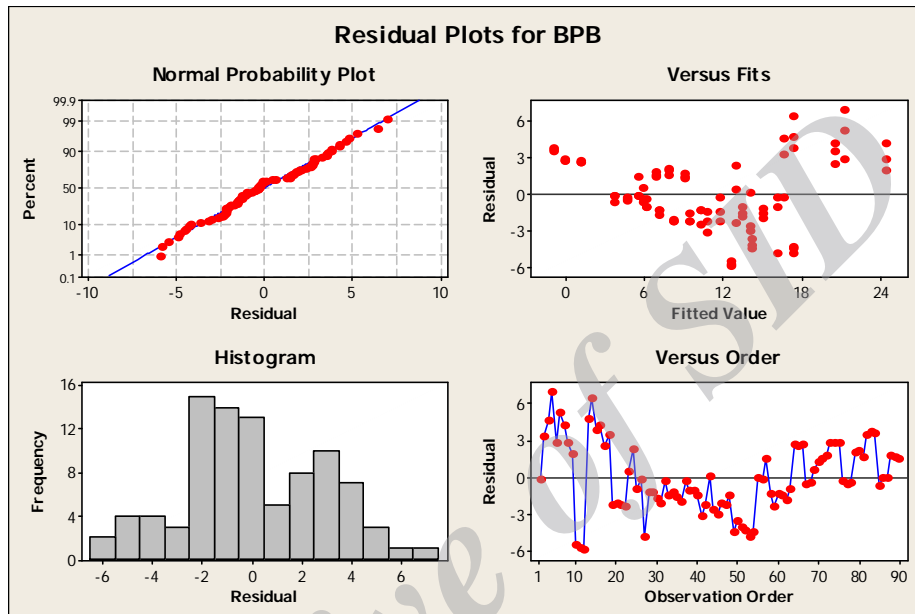 Residual Plots for BPB
Normal Probability Plot
Versus Fits
99.9
99
90
50
10
1
0.1
Percent
-10 -5 0 5 10
Residual
6
3
0
-3
-6
Residual
0 6 12 18 24
Fitted Value
Histogram
Versus Order
16
12
8
4
0
Frequency
-6 -4 -2 0 2 4 6
Residual
6
3
0
-3
-6
Residual
1 10 20 30 40 50 60 70 80 90
Observation Order
ive of SID